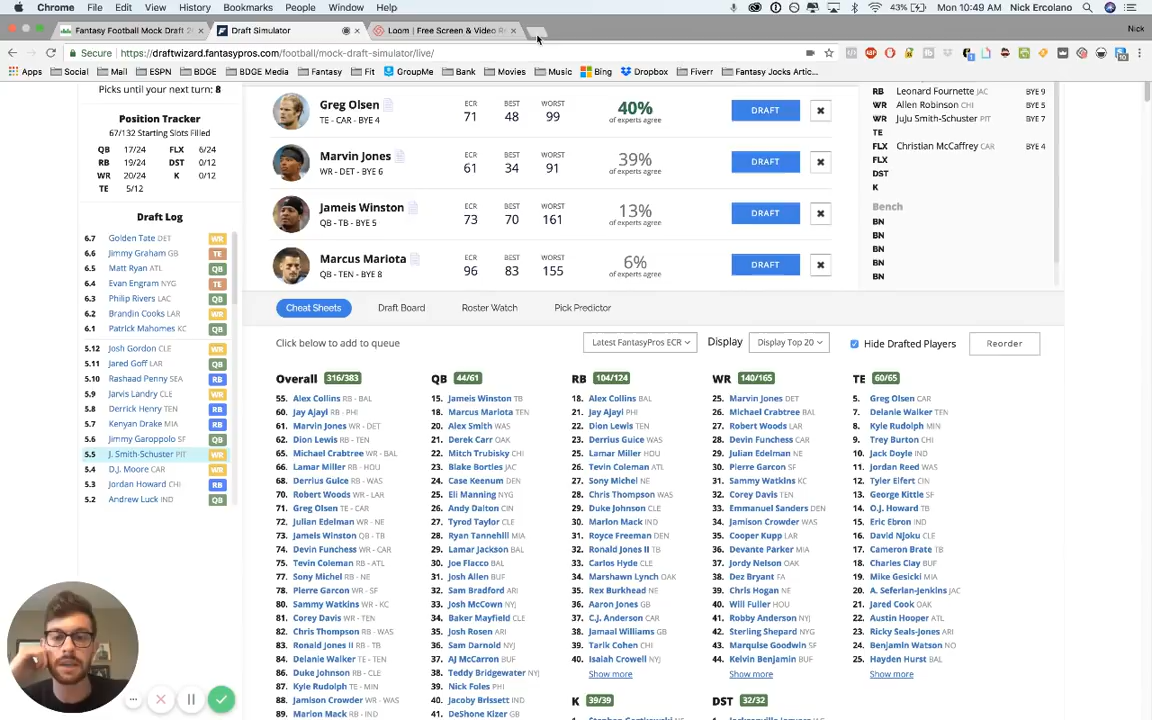 Chrome File Edit View History Bookmarks People Window Help 43% Mon 10:49 AM Nick Ercolano
Fantasy Football Mock Draft 2 Draft Simulator Loom | Free Screen & Video R Nick
Secure https://draftwizard.fantasypros.com/football/mock-draft-simulator/live/
Apps Social Mail ESPN BDGE BDGE Media Fantasy Fit GroupMe Bank Movies Music Bing Dropbox Fiverr Fantasy Jocks Artic...
Picks until your next turn: 8
Position Tracker
67/132 Starting Slots Filled
QB 17/24 FLX 6/24
RB 19/24 DST 0/12
WR 20/24 K 0/12
TE 5/12
Draft Log
6.7 Golden Tate DET WR
6.6 Jimmy Graham GB TE
6.5 Matt Ryan ATL QB
6.4 Evan Engram NYG TE
6.3 Philip Rivers LAC QB
6.2 Brandin Cooks LAR WR
6.1 Patrick Mahomes KC QB
5.12 Josh Gordon CLE WR
5.11 Jared Goff LAR QB
5.10 Rashaad Penny SEA RB
5.9 Jarvis Landry CLE WR
5.8 Derrick Henry TEN RB
5.7 Kenyan Drake MIA RB
5.6 Jimmy Garoppolo SF QB
5.5 J. Smith-Schuster PIT WR
5.4 D.J. Moore CAR WR
5.3 Jordan Howard CHI RB
5.2 Andrew Luck IND QB
Greg Olsen
TE - CAR - BYE 4
ECR 71 BEST 48 WORST 99
40%
of experts agree
DRAFT
Marvin Jones
WR - DET - BYE 6
ECR 61 BEST 34 WORST 91
39%
of experts agree
DRAFT
Jameis Winston
QB - TB - BYE 5
ECR 73 BEST 70 WORST 161
13%
of experts agree
DRAFT
Marcus Mariota
QB - TEN - BYE 8
ECR 96 BEST 83 WORST 155
6%
of experts agree
DRAFT
RB Leonard Fournette JAC BYE 9
WR Allen Robinson CHI BYE 5
WR JuJu Smith-Schuster PIT BYE 7
TE
FLX Christian McCaffrey CAR BYE 4
FLX
DST
K
Bench
BN
BN
BN
BN
BN
Cheat Sheets Draft Board Roster Watch Pick Predictor
Click below to add to queue
Latest FantasyPros ECR Display Display Top 20 Hide Drafted Players Reorder
Overall 316/383
55. Alex Collins RB - BAL
60. Jay Ajayi RB - PHI
61. Marvin Jones WR - DET
62. Dion Lewis RB - TEN
65. Michael Crabtree WR - BAL
66. Lamar Miller RB - HOU
68. Derrius Guice RB - WAS
70. Robert Woods WR - LAR
71. Greg Olsen TE - CAR
72. Julian Edelman WR - NE
73. Jameis Winston QB - TB
74. Devin Funchess WR - CAR
75. Tevin Coleman RB - ATL
77. Sony Michel RB - NE
78. Pierre Garcon WR - SF
80. Sammy Watkins WR - KC
81. Corey Davis WR - TEN
82. Chris Thompson RB - WAS
83. Ronald Jones II RB - TB
84. Delanie Walker TE - TEN
86. Duke Johnson RB - CLE
87. Kyle Rudolph TE - MIN
88. Jamison Crowder WR - WAS
89. Marlon Mack RB - IND
QB 44/61
15. Jameis Winston TB
18. Marcus Mariota TEN
20. Alex Smith WAS
21. Derek Carr OAK
22. Mitch Trubisky CHI
23. Blake Bortles JAC
24. Case Keenum DEN
25. Eli Manning NYG
26. Andy Dalton CIN
27. Tyrod Taylor CLE
28. Ryan Tannehill MIA
29. Lamar Jackson BAL
30. Joe Flacco BAL
31. Josh Allen BUF
32. Sam Bradford ARI
33. Josh McCown NYJ
34. Baker Mayfield CLE
35. Josh Rosen ARI
36. Sam Darnold NYJ
37. AJ McCarron BUF
38. Teddy Bridgewater NYJ
39. Nick Foles PHI
40. Jacoby Brissett IND
41. DeShone Kizer GB
RB 104/124
18. Alex Collins BAL
21. Jay Ajayi PHI
22. Dion Lewis TEN
23. Derrius Guice WAS
25. Lamar Miller HOU
26. Tevin Coleman ATL
27. Sony Michel NE
28. Chris Thompson WAS
29. Duke Johnson CLE
30. Marlon Mack IND
31. Royce Freeman DEN
32. Ronald Jones II TB
33. Carlos Hyde CLE
34. Marshawn Lynch OAK
35. Rex Burkhead NE
36. Aaron Jones GB
37. C.J. Anderson CAR
38. Jamaal Williams GB
39. Tarik Cohen CHI
40. Isaiah Crowell NYJ
Show more
K 39/39
WR 140/165
25. Marvin Jones DET
26. Michael Crabtree BAL
27. Robert Woods LAR
28. Devin Funchess CAR
29. Julian Edelman NE
30. Pierre Garcon SF
31. Sammy Watkins KC
32. Corey Davis TEN
33. Emmanuel Sanders DEN
34. Jamison Crowder WAS
35. Cooper Kupp LAR
36. Devante Parker MIA
37. Jordy Nelson OAK
38. Dez Bryant FA
39. Chris Hogan NE
40. Will Fuller HOU
41. Robby Anderson NYJ
42. Sterling Shepard NYG
43. Marquise Goodwin SF
44. Kelvin Benjamin BUF
Show more
DST 32/32
TE 60/65
5. Greg Olsen CAR
7. Delanie Walker TEN
8. Kyle Rudolph MIN
9. Trey Burton CHI
10. Jack Doyle IND
11. Jordan Reed WAS
12. Tyler Eifert CIN
13. George Kittle SF
14. O.J. Howard TB
15. Eric Ebron IND
16. David Njoku CLE
17. Cameron Brate TB
18. Charles Clay BUF
19. Mike Gesicki MIA
20. A. Seferian-Jenkins JAC
21. Jared Cook OAK
22. Austin Hooper ATL
23. Ricky Seals-Jones ARI
24. Benjamin Watson NO
25. Hayden Hurst BAL
Show more